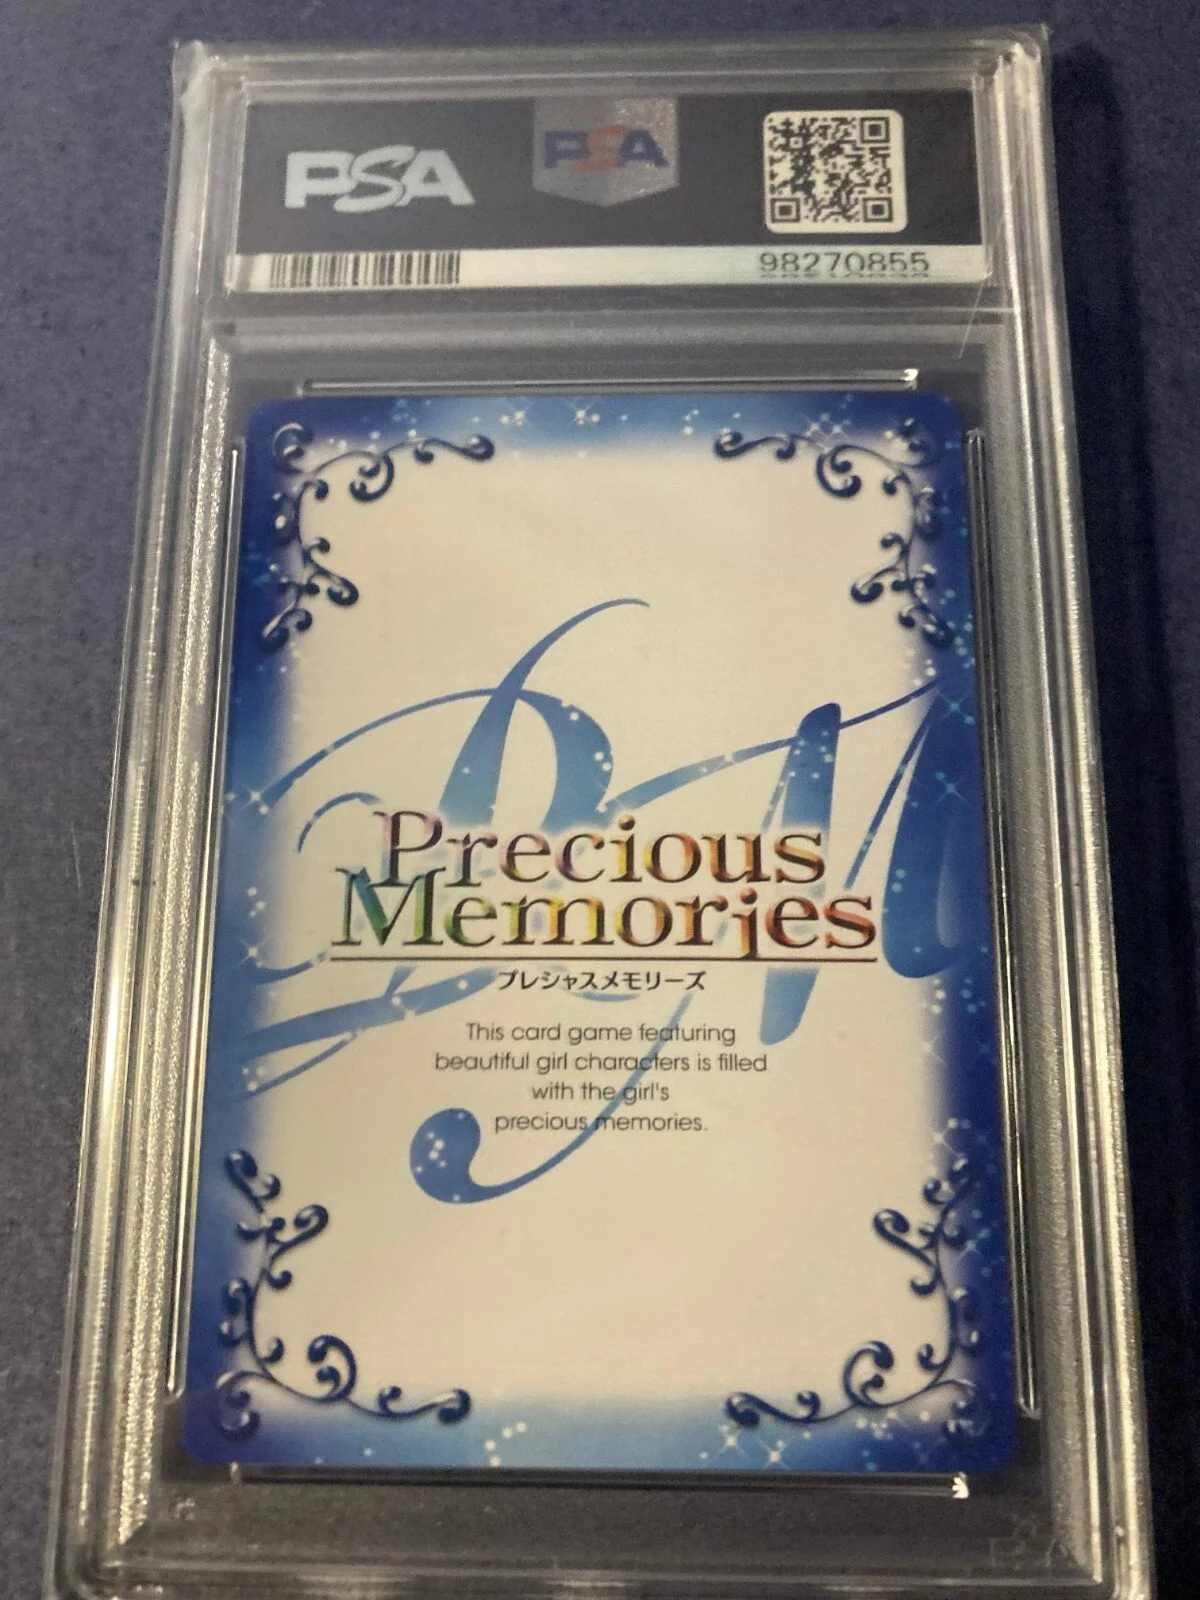 PSA
PSA
98270855
Precious
Memories
プレシャスメモリーズ
This card game featuring
beautiful girl characters is filled
with the girl's
precious memories.